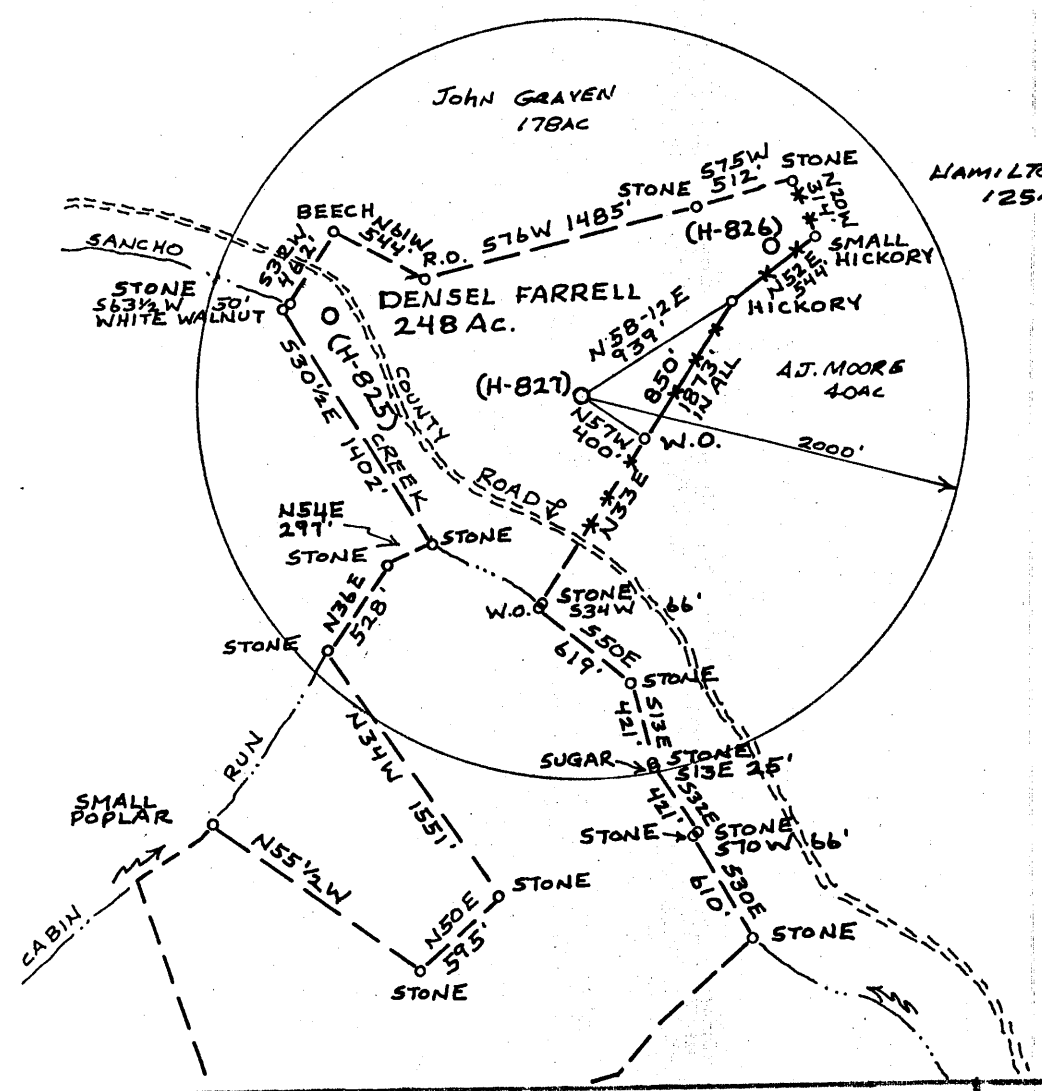 JOHN GRAVEN
178AC
S75W
512'
STONE
STONE
HAMILTO
125
N20W
314'
BEECH
N61W
544'
R.O.
S76W 1485'
(H-826)
SMALL
HICKORY
SANCHO
S32W
462'
N52E
544'
STONE
S63½W 50'
WHITE WALNUT
DENSEL FARRELL
248 AC.
HICKORY
(H-825)
N58-12E
939'
COUNTY
850'
1873'
IN ALL
A.J. MOORE
40AC
(H-827)
N57W
400'
W.O.
2000'
S30½E 1402'
CREEK
ROAD
N33E
N54E
297'
STONE
STONE
N36E
528'
W.O.
STONE
S34W 66'
STONE
S50E
619'
STONE
S13E
421'
N34W 1551'
RUN
SUGAR
STONE
S13E 25'
SMALL
POPLAR
S32E
421'
STONE
STONE
S70W 66'
N55½W
S30E
610'
STONE
N50E
595'
CABIN
STONE
STONE